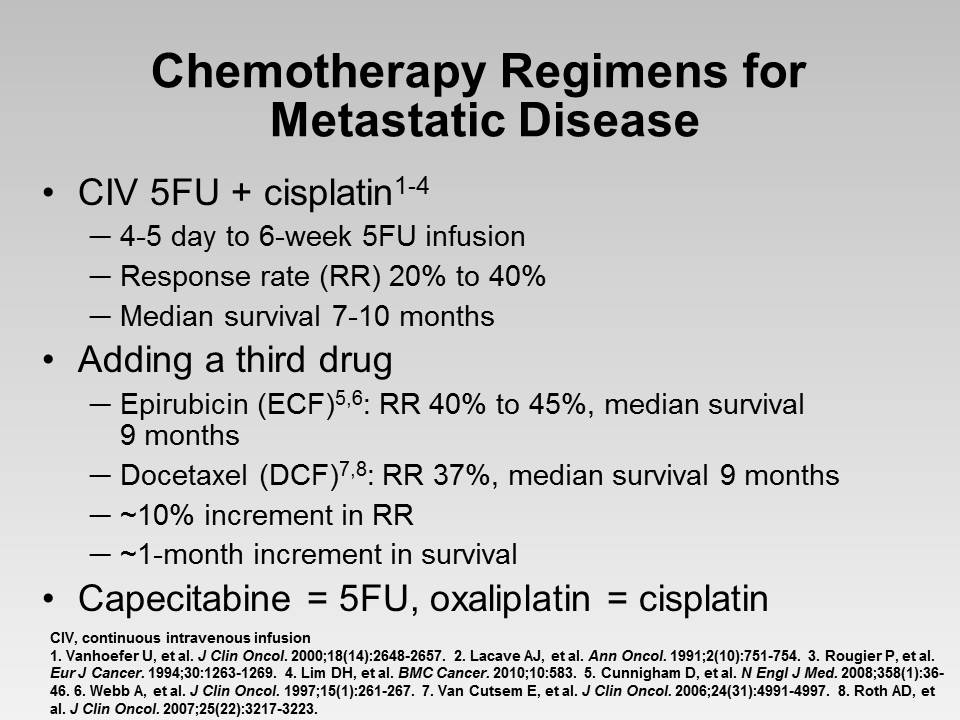 Chemotherapy Regimens for
Metastatic Disease
• CIV 5FU + cisplatin1-4
— 4-5 day to 6-week 5FU infusion
— Response rate (RR) 20% to 40%
— Median survival 7-10 months
• Adding a third drug
— Epirubicin (ECF)5,6: RR 40% to 45%, median survival
9 months
— Docetaxel (DCF)7,8: RR 37%, median survival 9 months
— ~10% increment in RR
— ~1-month increment in survival
• Capecitabine = 5FU, oxaliplatin = cisplatin
CIV, continuous intravenous infusion
1. Vanhoefer U, et al. J Clin Oncol. 2000;18(14):2648-2657. 2. Lacave AJ, et al. Ann Oncol. 1991;2(10):751-754. 3. Rougier P, et al.
Eur J Cancer. 1994;30:1263-1269. 4. Lim DH, et al. BMC Cancer. 2010;10:583. 5. Cunnigham D, et al. N Engl J Med. 2008;358(1):36-
46. 6. Webb A, et al. J Clin Oncol. 1997;15(1):261-267. 7. Van Cutsem E, et al. J Clin Oncol. 2006;24(31):4991-4997. 8. Roth AD, et
al. J Clin Oncol. 2007;25(22):3217-3223.